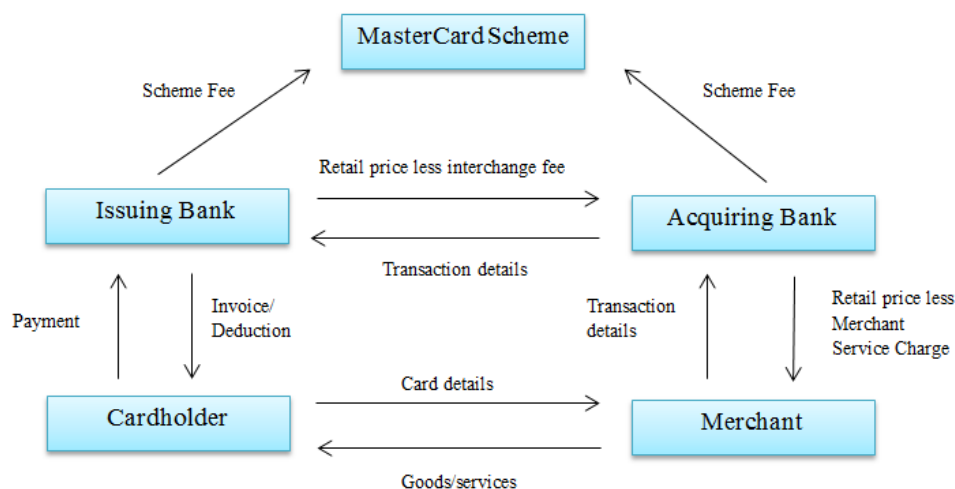 MasterCard Scheme
Scheme Fee
Scheme Fee
Retail price less interchange fee
Issuing Bank
Acquiring Bank
Transaction details
Payment
Invoice/
Deduction
Transaction
details
Retail price less
Merchant
Service Charge
Card details
Cardholder
Merchant
Goods/services